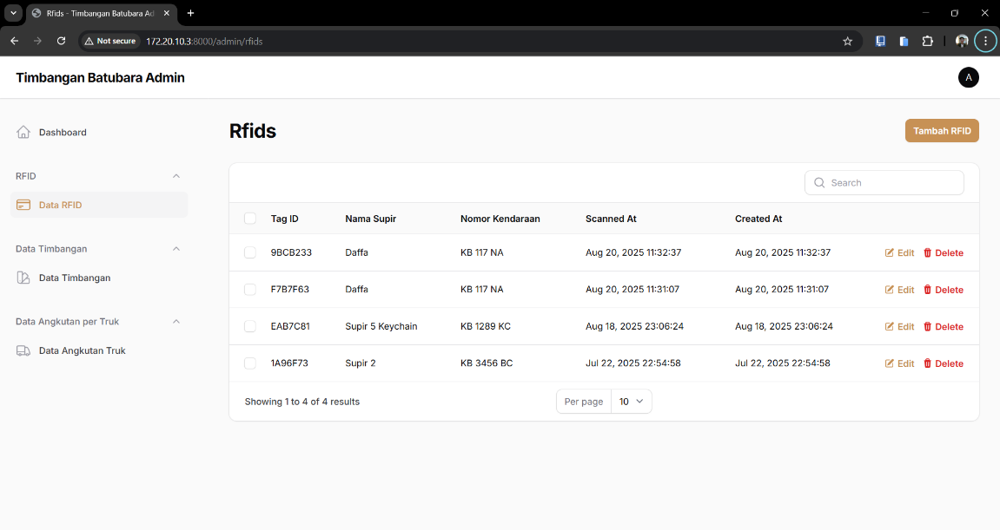 Rfids - Timbangan Batubara Ad
Not secure 172.20.10.3:8000/admin/rfids
Timbangan Batubara Admin
A
Dashboard
RFID
Data RFID
Data Timbangan
Data Timbangan
Data Angkutan per Truk
Data Angkutan Truk
Rfids
Tambah RFID
Search
Tag ID Nama Supir Nomor Kendaraan Scanned At Created At
9BCB233 Daffa KB 117 NA Aug 20, 2025 11:32:37 Aug 20, 2025 11:32:37 Edit Delete
F7B7F63 Daffa KB 117 NA Aug 20, 2025 11:31:07 Aug 20, 2025 11:31:07 Edit Delete
EAB7C81 Supir 5 Keychain KB 1289 KC Aug 18, 2025 23:06:24 Aug 18, 2025 23:06:24 Edit Delete
1A96F73 Supir 2 KB 3456 BC Jul 22, 2025 22:54:58 Jul 22, 2025 22:54:58 Edit Delete
Showing 1 to 4 of 4 results Per page 10